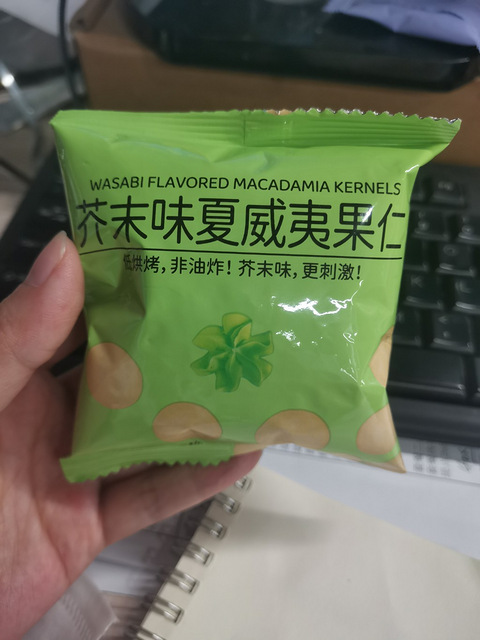 WASABI FLAVORED MACADAMIA KERNELS
芥末味夏威夷果仁
低烘烤，非油炸！芥末味，更刺激！